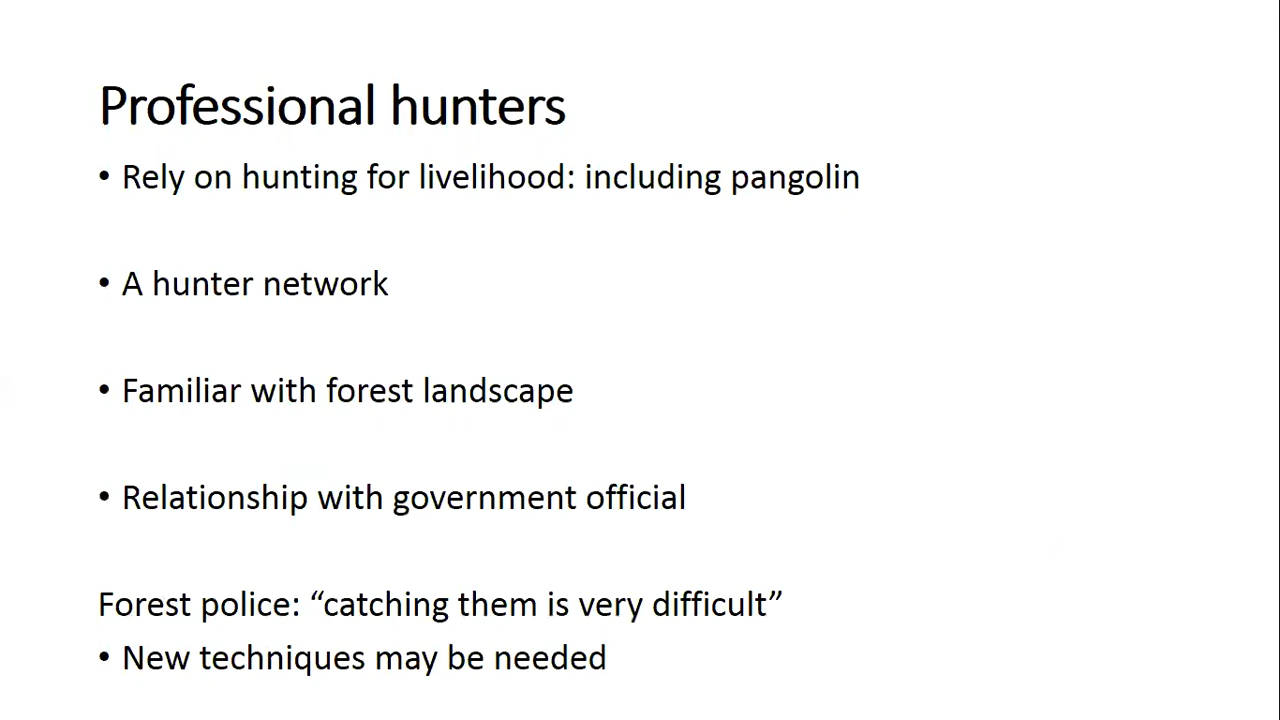 Professional hunters
• Rely on hunting for livelihood: including pangolin
• A hunter network
• Familiar with forest landscape
• Relationship with government official
Forest police: “catching them is very difficult”
• New techniques may be needed